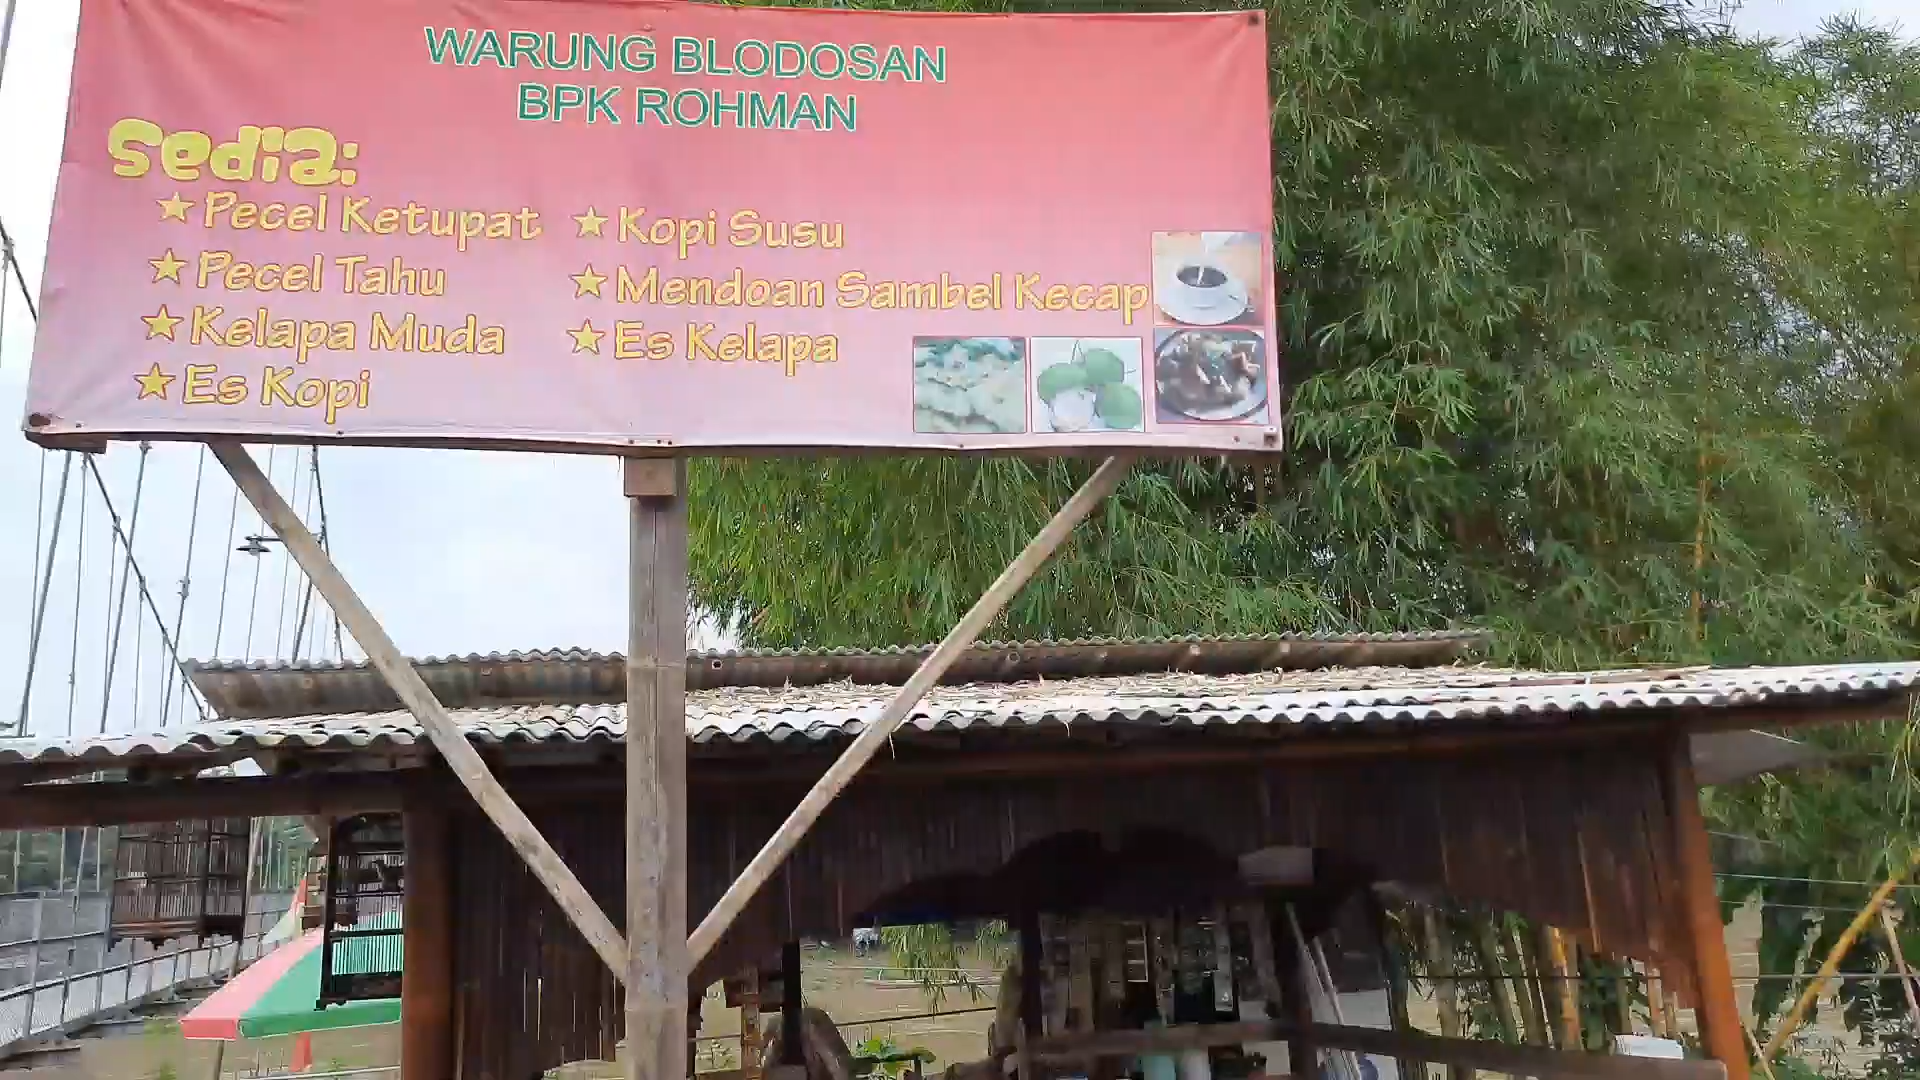 WARUNG BLODOSAN
BPK ROHMAN
Sedia:
★ Pecel Ketupat
★ Pecel Tahu
★ Kelapa Muda
★ Es Kopi
★ Kopi Susu
★ Mendoan Sambel Kecap
★ Es Kelapa